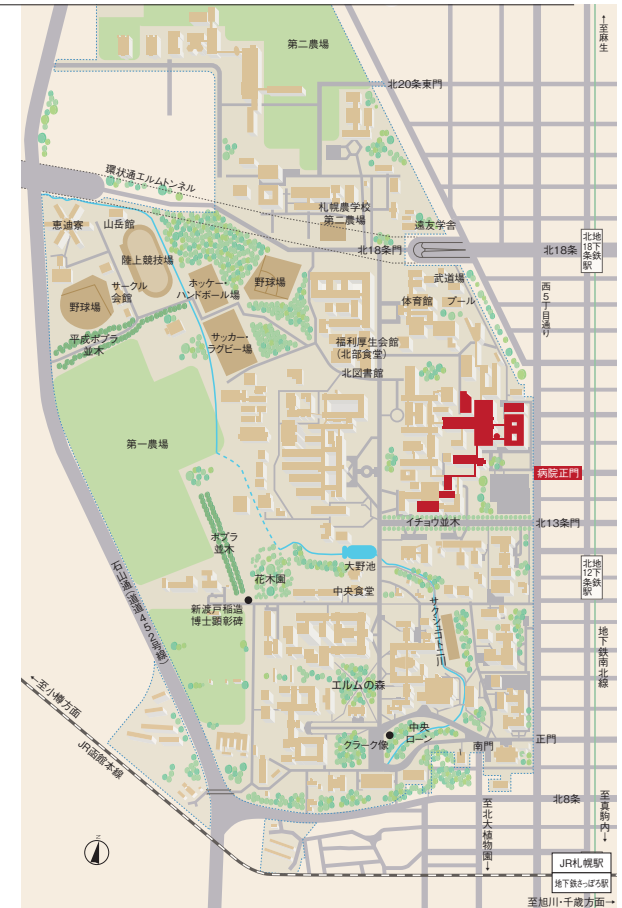 ↑至麻生
第二農場
北20条東門
環状通エルムトンネル
札幌農学校
第二農場
遠友学舎
恵迪寮
山岳館
北18条門
北18条
地下鉄
北18条駅
陸上競技場
サークル
会館
ホッケー・
ハンドボール場
野球場
武道場
体育館
プール
西5丁目通り
野球場
平成ポプラ
並木
サッカー・
ラグビー場
福利厚生会館
(北部食堂)
北図書館
第一農場
病院正門
イチョウ並木
北13条門
ポプラ
並木
大野池
地下鉄
北12条駅
花木園
中央食堂
新渡戸稲造
博士顕彰碑
石山通(道道452号線)
サクシュコトニ川
地下鉄南北線
エルムの森
←至小樽方面
JR函館本線
クラーク像
中央
ローン
南門
正門
北8条
至北大植物園↓
至真駒内↓
N
JR札幌駅
地下鉄さっぽろ駅
至旭川・千歳方面→